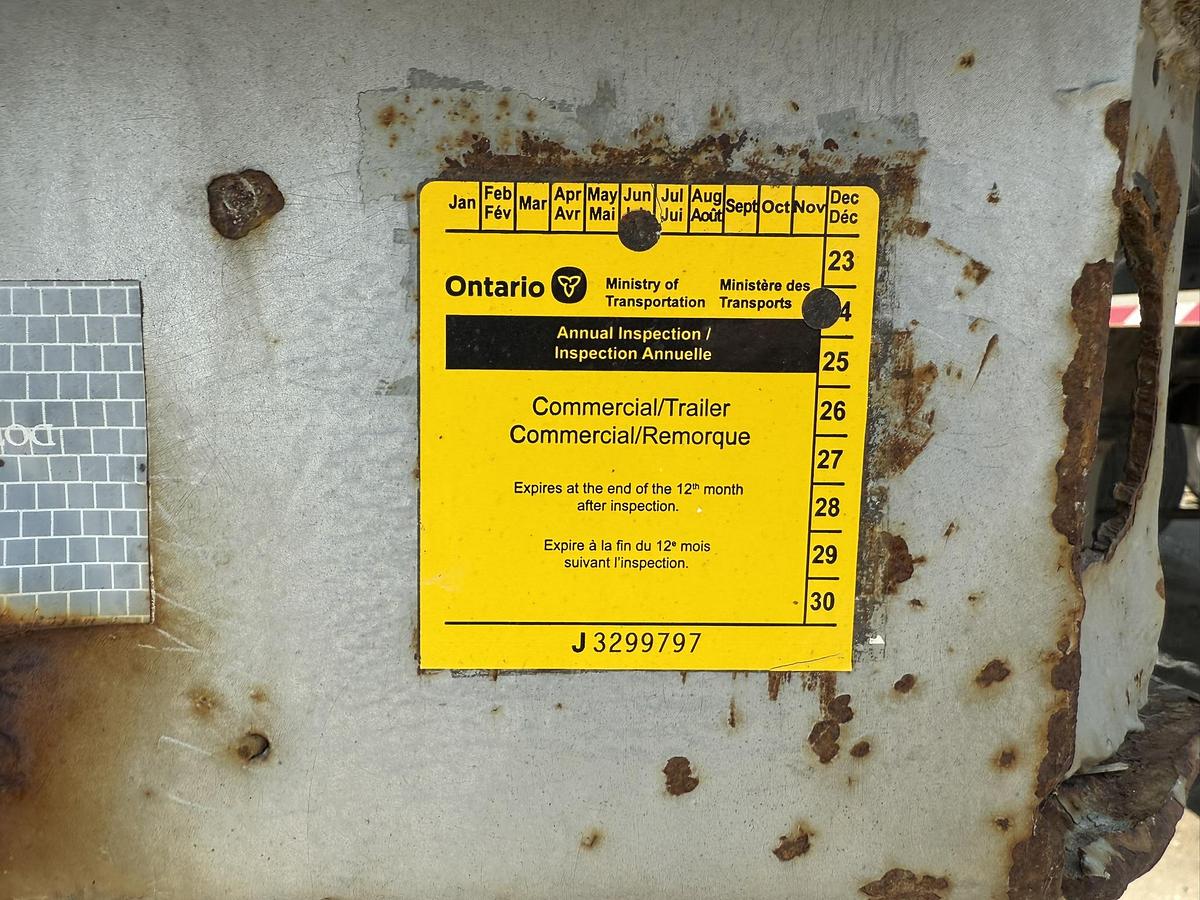 Jan Feb Mar Apr May Jun Jul Aug Sept Oct Nov Dec
Fév Avr Mai Jui Août Déc
23
Ontario Ministry of Ministère des
Transportation Transports
4
Annual Inspection /
Inspection Annuelle
25
Commercial/Trailer
Commercial/Remorque
26
27
Expires at the end of the 12th month
after inspection.
28
Expire à la fin du 12e mois
suivant l'inspection.
29
30
J 3299797